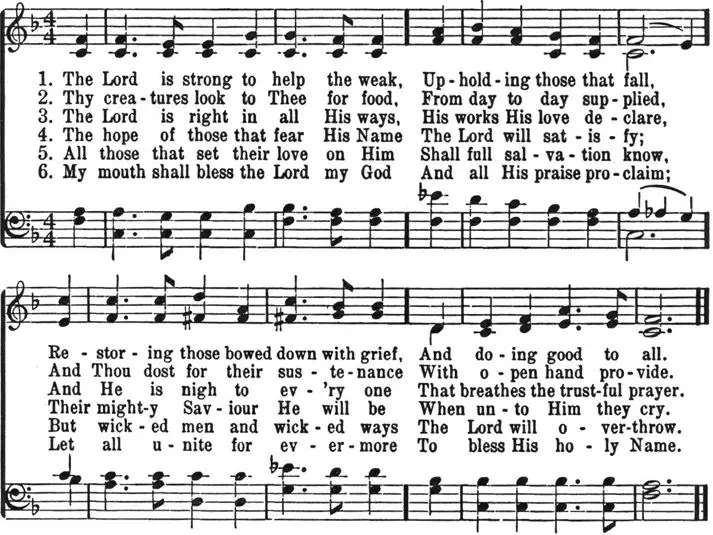 4
4
1. The Lord is strong to help the weak, Up-hold-ing those that fall,
2. Thy crea-tures look to Thee for food, From day to day sup-plied,
3. The Lord is right in all His ways, His works His love de-clare,
4. The hope of those that fear His Name The Lord will sat-is-fy;
5. All those that set their love on Him Shall full sal-va-tion know,
6. My mouth shall bless the Lord my God And all His praise pro-claim;
4
4
Re-stor-ing those bowed down with grief, And do-ing good to all.
And Thou dost for their sus-te-nance With o-pen hand pro-vide.
And He is nigh to ev-'ry one That breathes the trust-ful prayer.
Their might-y Sav-iour He will be When un-to Him they cry.
But wick-ed men and wick-ed ways The Lord will o-ver-throw.
Let all u-nite for ev-er-more To bless His ho-ly Name.